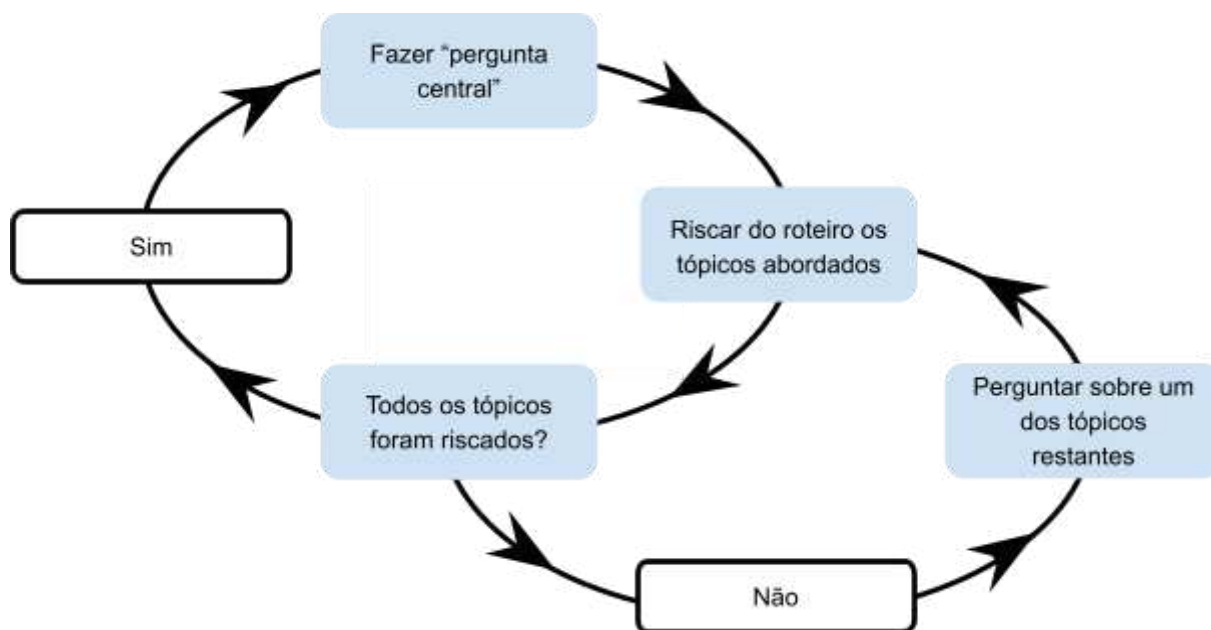 Fazer “pergunta
central”
Riscar do roteiro os
tópicos abordados
Sim
Todos os tópicos
foram riscados?
Perguntar sobre um
dos tópicos
restantes
Não